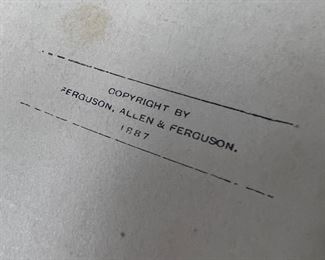 COPYRIGHT BY
FERGUSON, ALLEN & FERGUSON.
1887